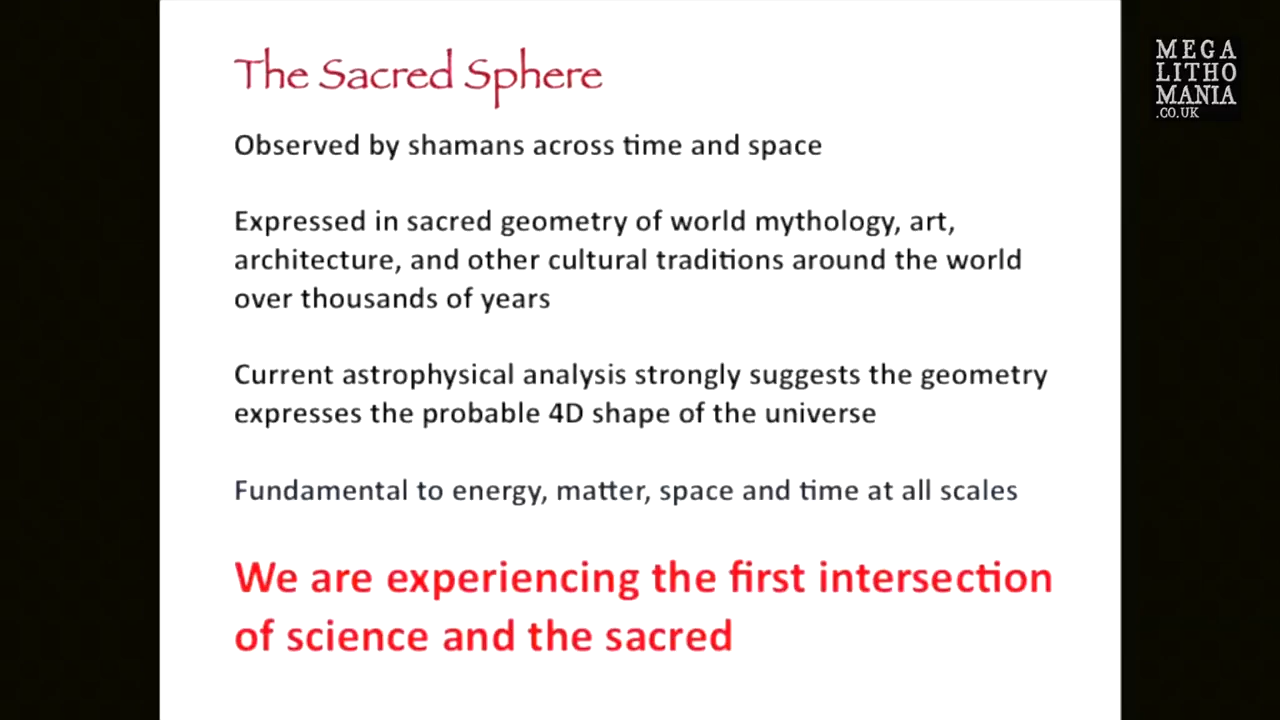 The Sacred Sphere
Observed by shamans across time and space
Expressed in sacred geometry of world mythology, art,
architecture, and other cultural traditions around the world
over thousands of years
Current astrophysical analysis strongly suggests the geometry
expresses the probable 4D shape of the universe
Fundamental to energy, matter, space and time at all scales
We are experiencing the first intersection
of science and the sacred
MEGA
LITHO
MANIA
.CO.UK